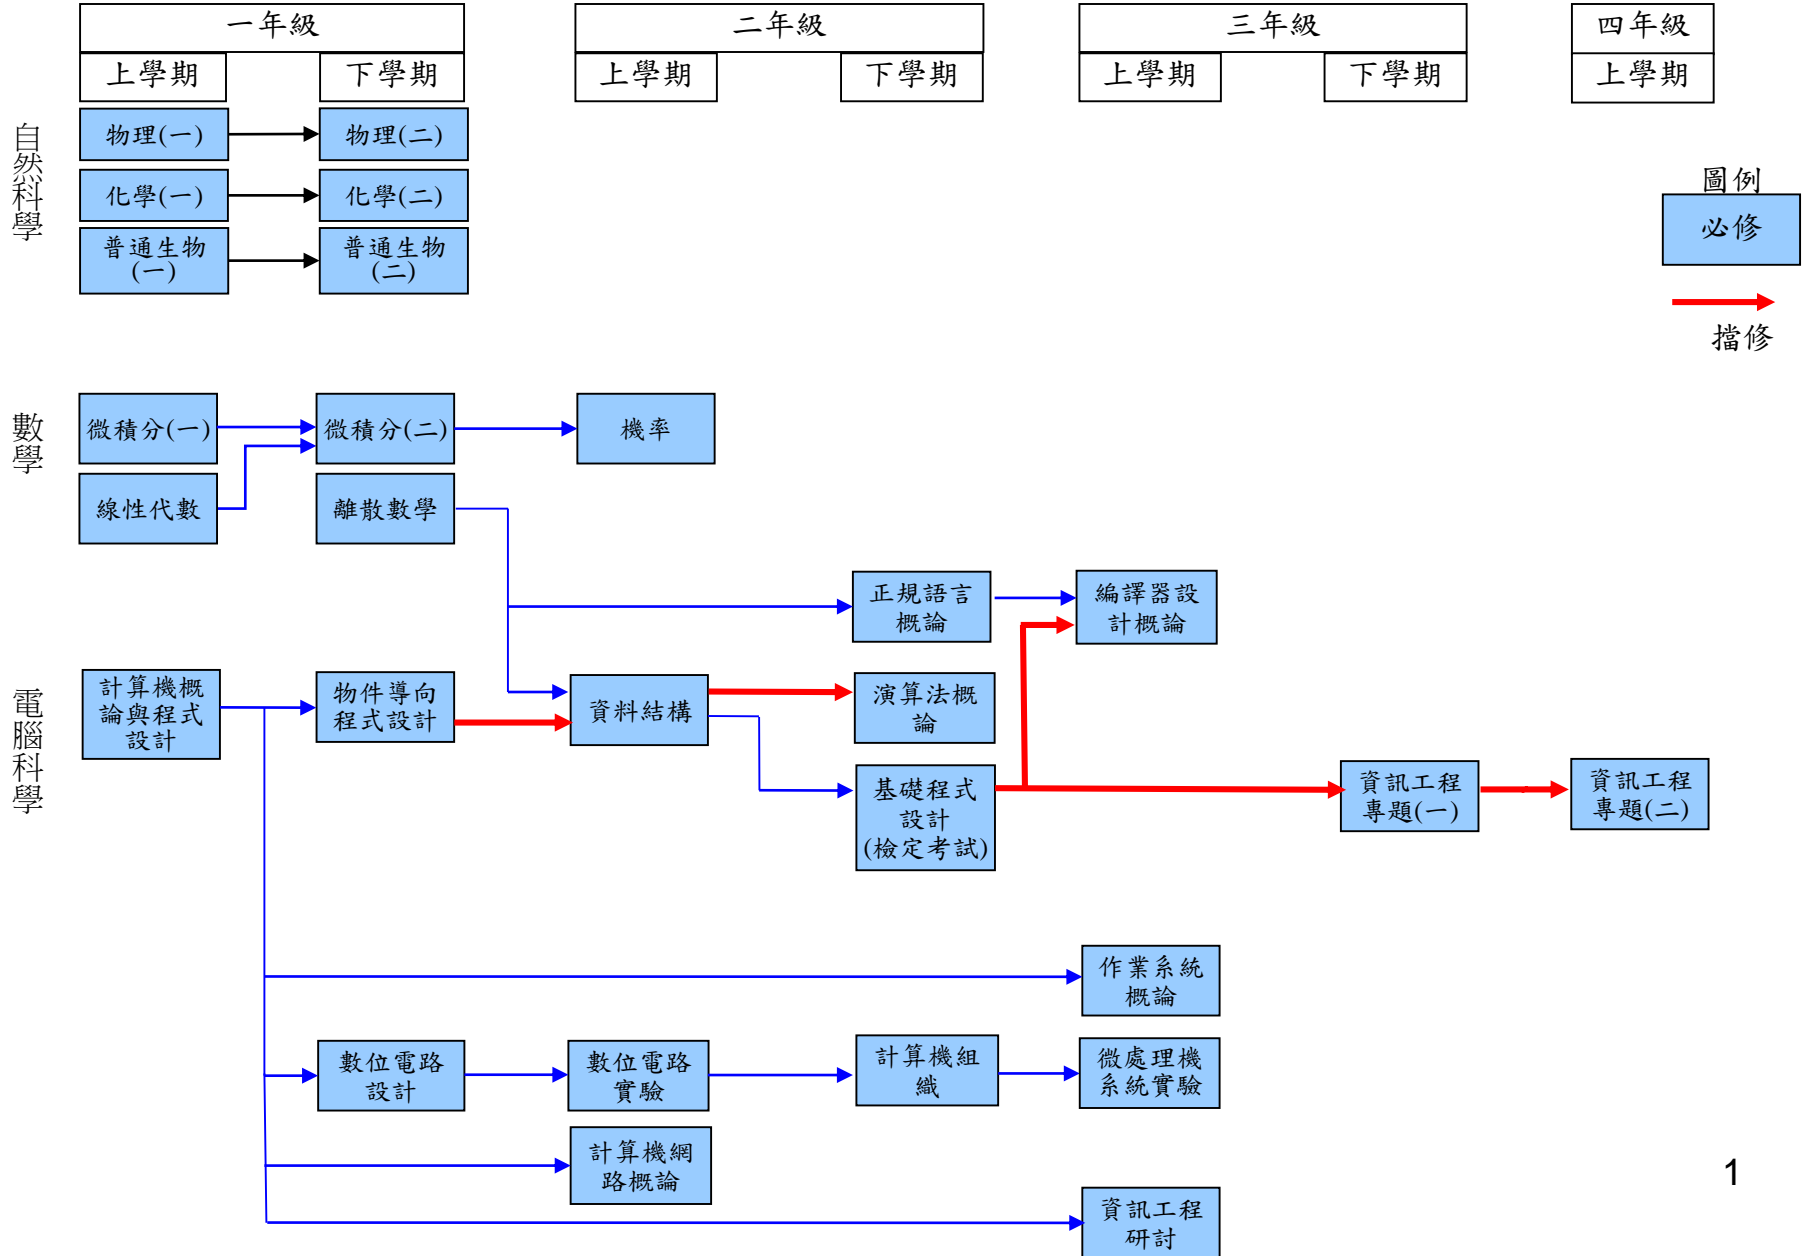 一年級
二年級
三年級
四年級
上學期
下學期
上學期
下學期
上學期
下學期
上學期
自然科學
物理(一)
物理(二)
化學(一)
化學(二)
普通生物
(一)
普通生物
(二)
圖例
必修
擋修
數學
微積分(一)
微積分(二)
機率
線性代數
離散數學
正規語言
概論
編譯器設
計概論
電腦科學
計算機概
論與程式
設計
物件導向
程式設計
資料結構
演算法概
論
基礎程式
設計
(檢定考試)
資訊工程
專題(一)
資訊工程
專題(二)
作業系統
概論
數位電路
設計
數位電路
實驗
計算機組
織
微處理機
系統實驗
計算機網
路概論
資訊工程
研討
1